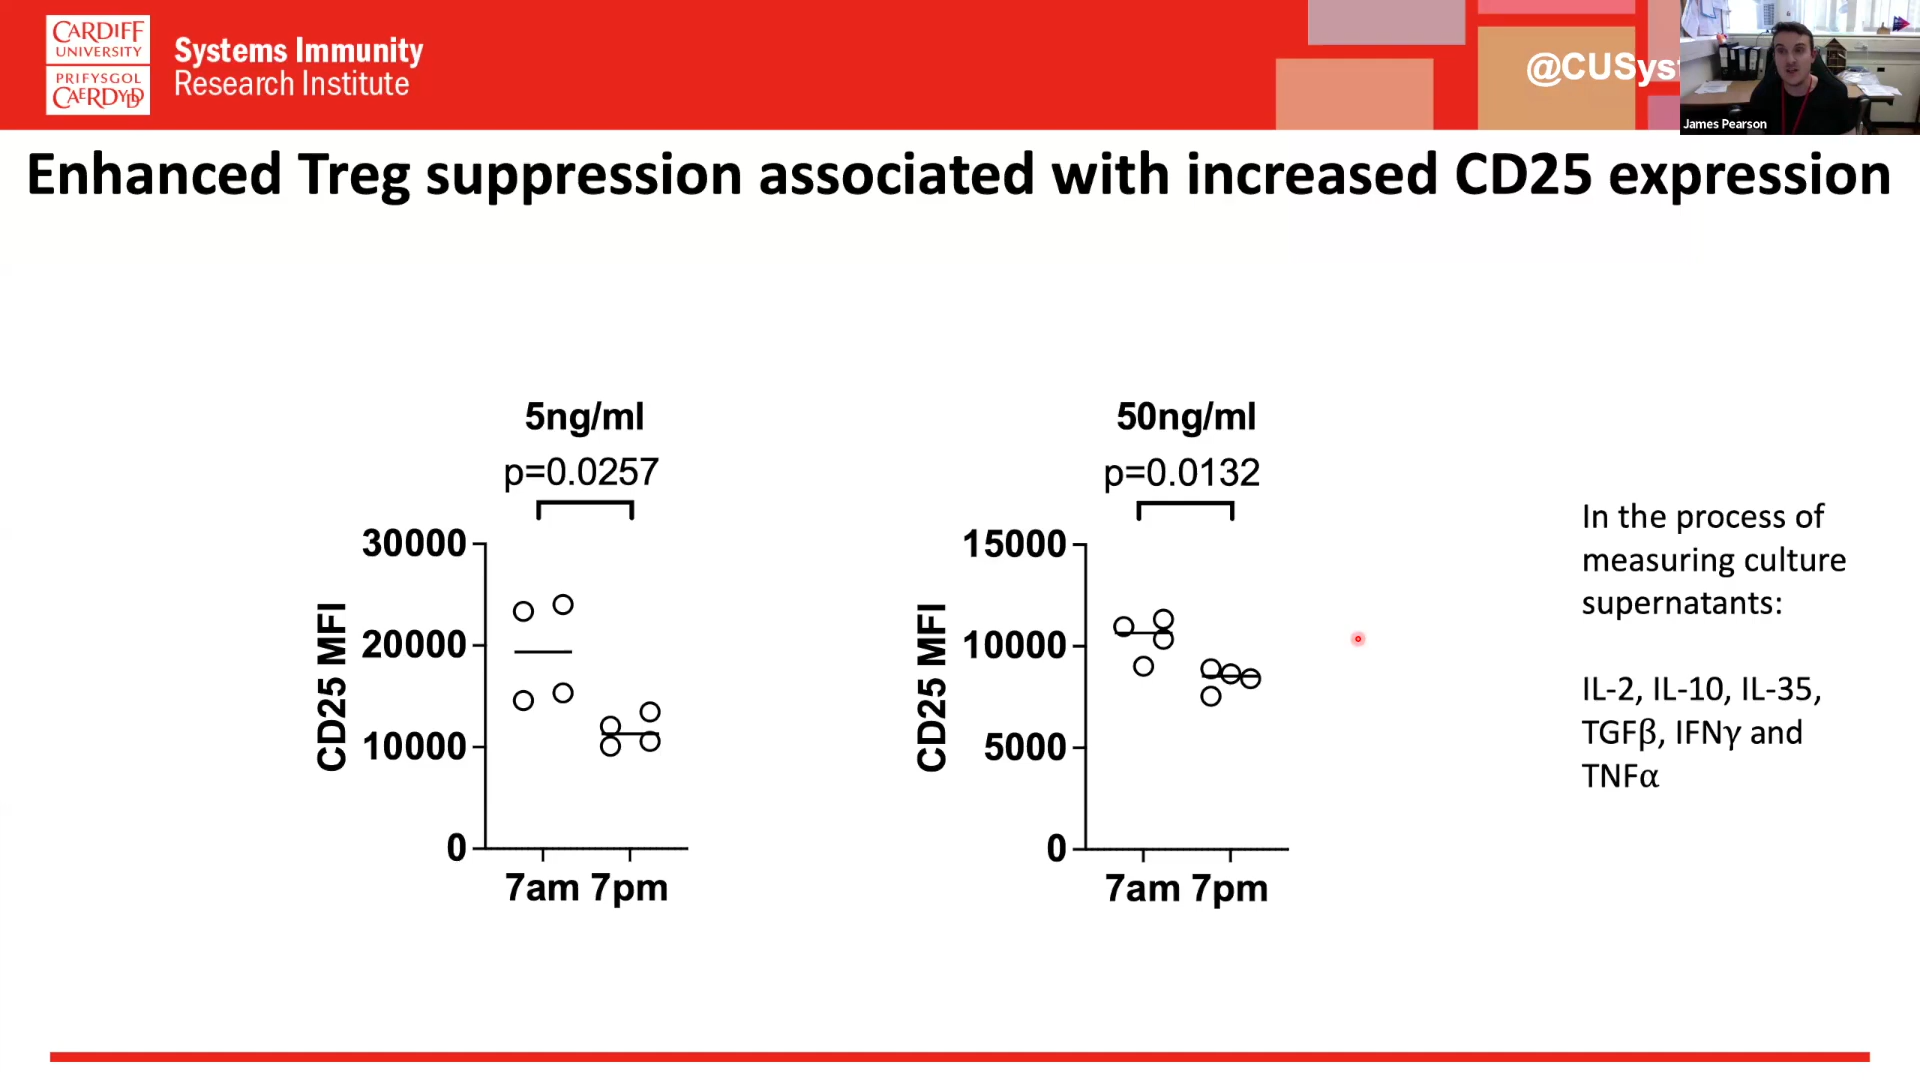 CARDIFF
UNIVERSITY
PRIFYSGOL
CAERDYDD
Systems Immunity
Research Institute
@CUSys
James Pearson
Enhanced Treg suppression associated with increased CD25 expression
5ng/ml
p=0.0257
30000
20000
10000
0
CD25 MFI
7am 7pm
50ng/ml
p=0.0132
15000
10000
5000
0
CD25 MFI
7am 7pm
In the process of
measuring culture
supernatants:
IL-2, IL-10, IL-35,
TGFβ, IFNγ and
TNFα